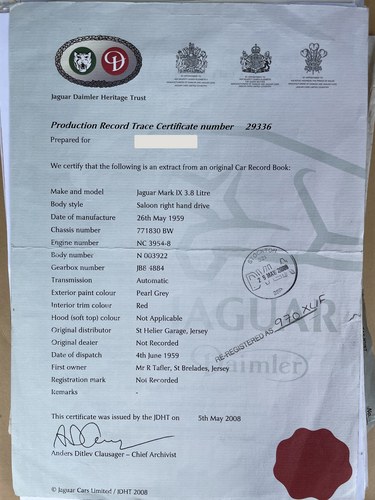 Jaguar Daimler Heritage Trust
Production Record Trace Certificate number 29336
Prepared for
We certify that the following is an extract from an original Car Record Book:
Make and model Jaguar Mark IX 3.8 Litre
Body style Saloon right hand drive
Date of manufacture 26th May 1959
Chassis number 771830 BW
Engine number NC 3954-8
Body number N 003922
Gearbox number JBE 4884
Transmission Automatic
Exterior paint colour Pearl Grey
Interior trim colour Red
Hood (soft top) colour Not Applicable
Original distributor St Helier Garage, Jersey
Original dealer Not Recorded
Date of dispatch 4th June 1959
First owner Mr R Tafler, St Brelades, Jersey
Registration mark Not Recorded
Remarks -
JAGUAR
Daimler
RE-REGISTERED AS 970 XUF
This certificate was issued by the JDHT on 5th May 2008
Anders Ditlev Clausager – Chief Archivist
© Jaguar Cars Limited / JDHT 2008